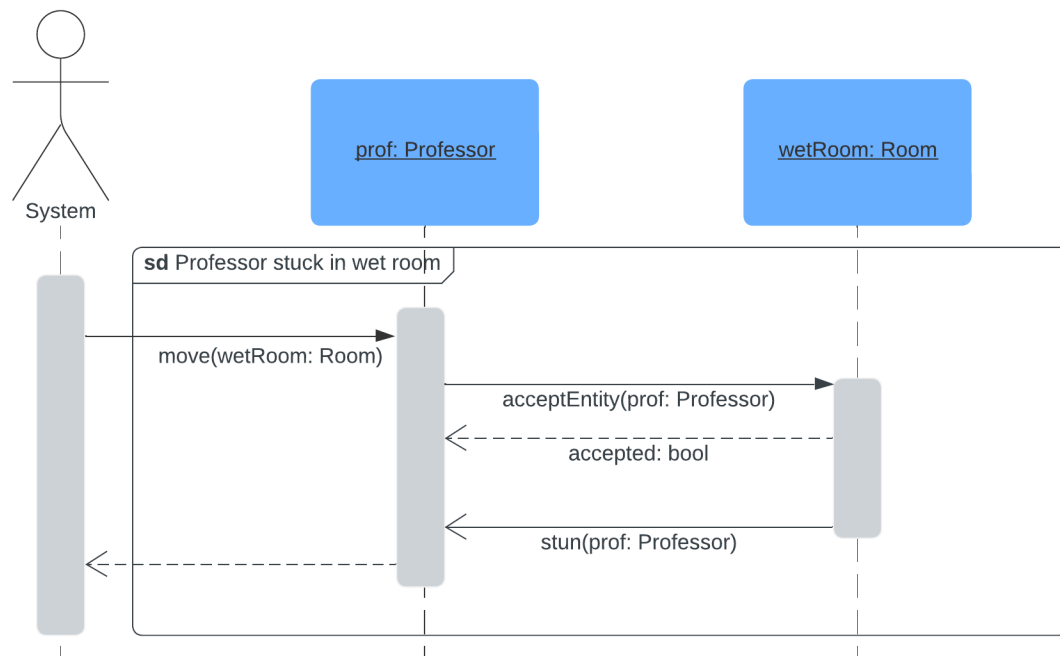 System
prof: Professor
wetRoom: Room
sd Professor stuck in wet room
move(wetRoom: Room)
acceptEntity(prof: Professor)
accepted: bool
stun(prof: Professor)